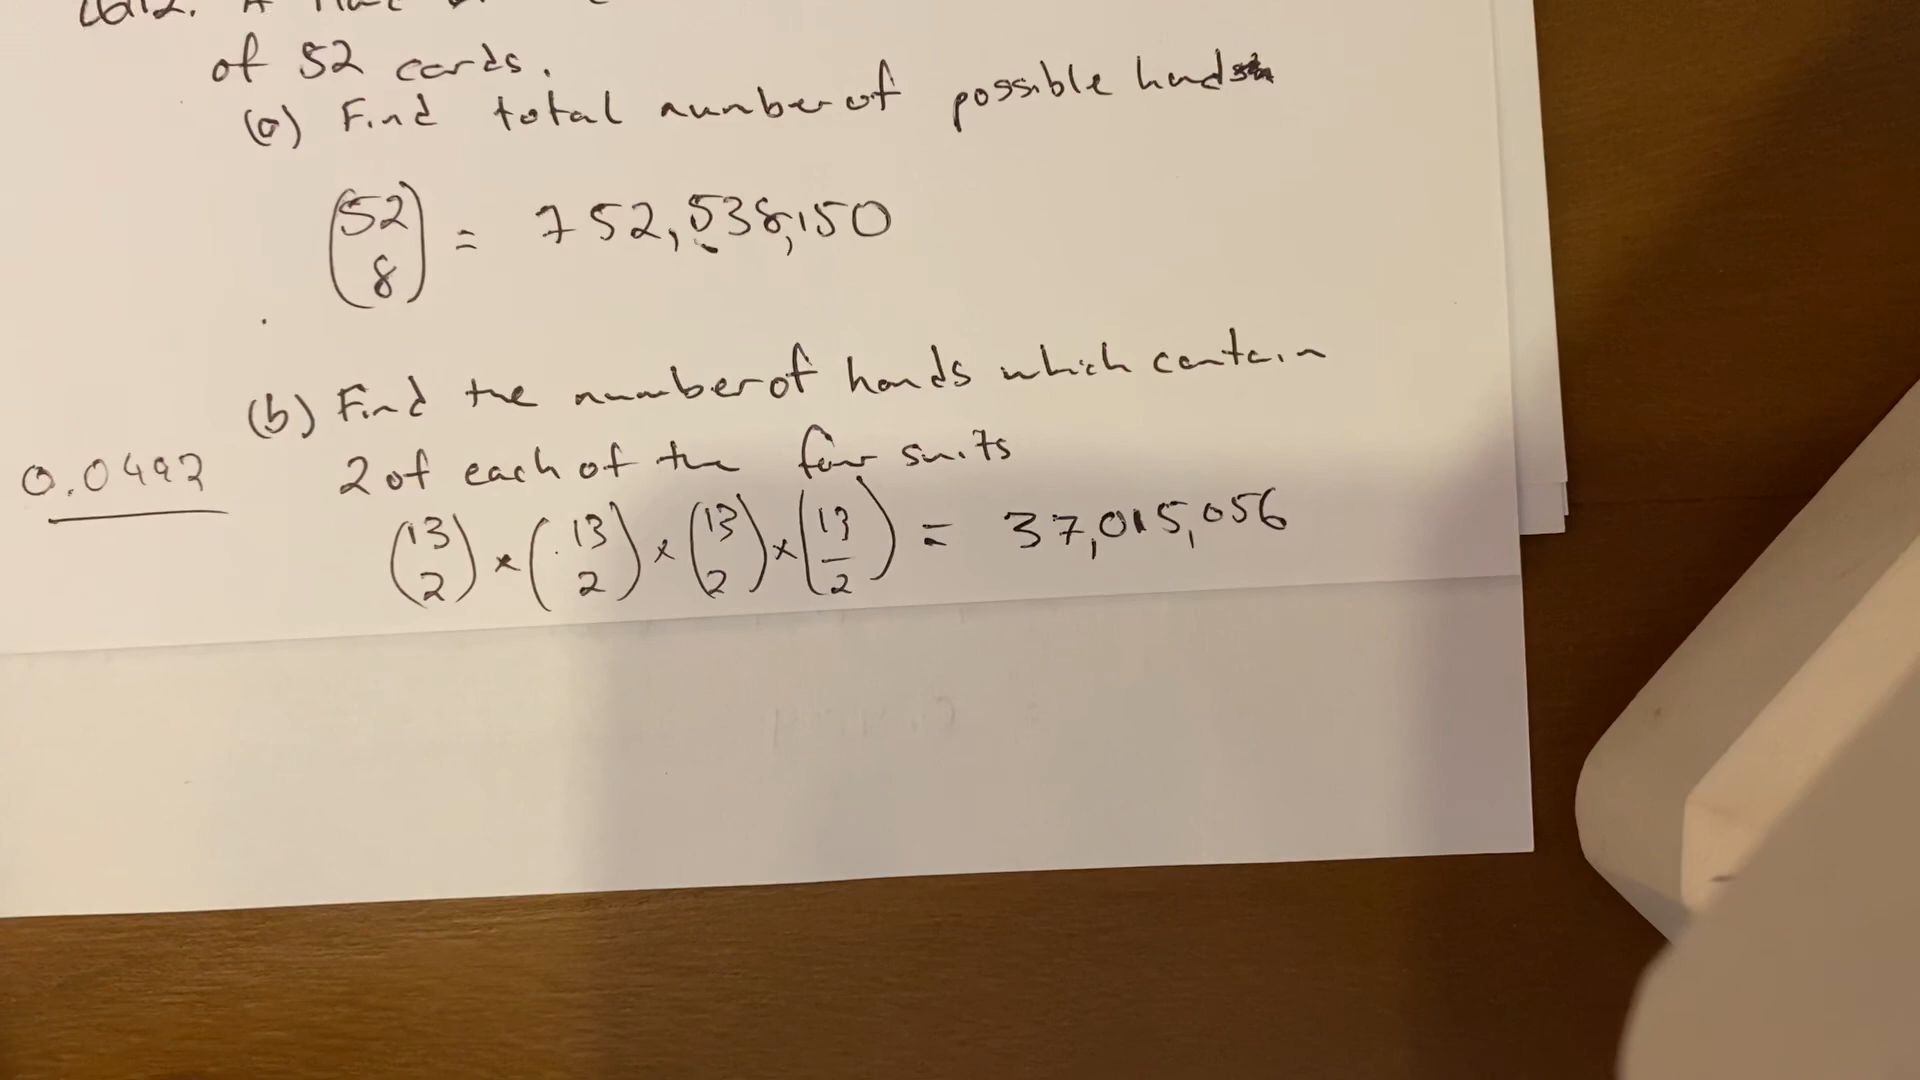 of 52 cards.
(a) Find total number of possible hands
(52 8) = 752,538,150
(b) Find the number of hands which contain
0.0492
2 of each of the four suits
(13 2) × (13 2) × (13 2) × (13 2) = 37,015,056